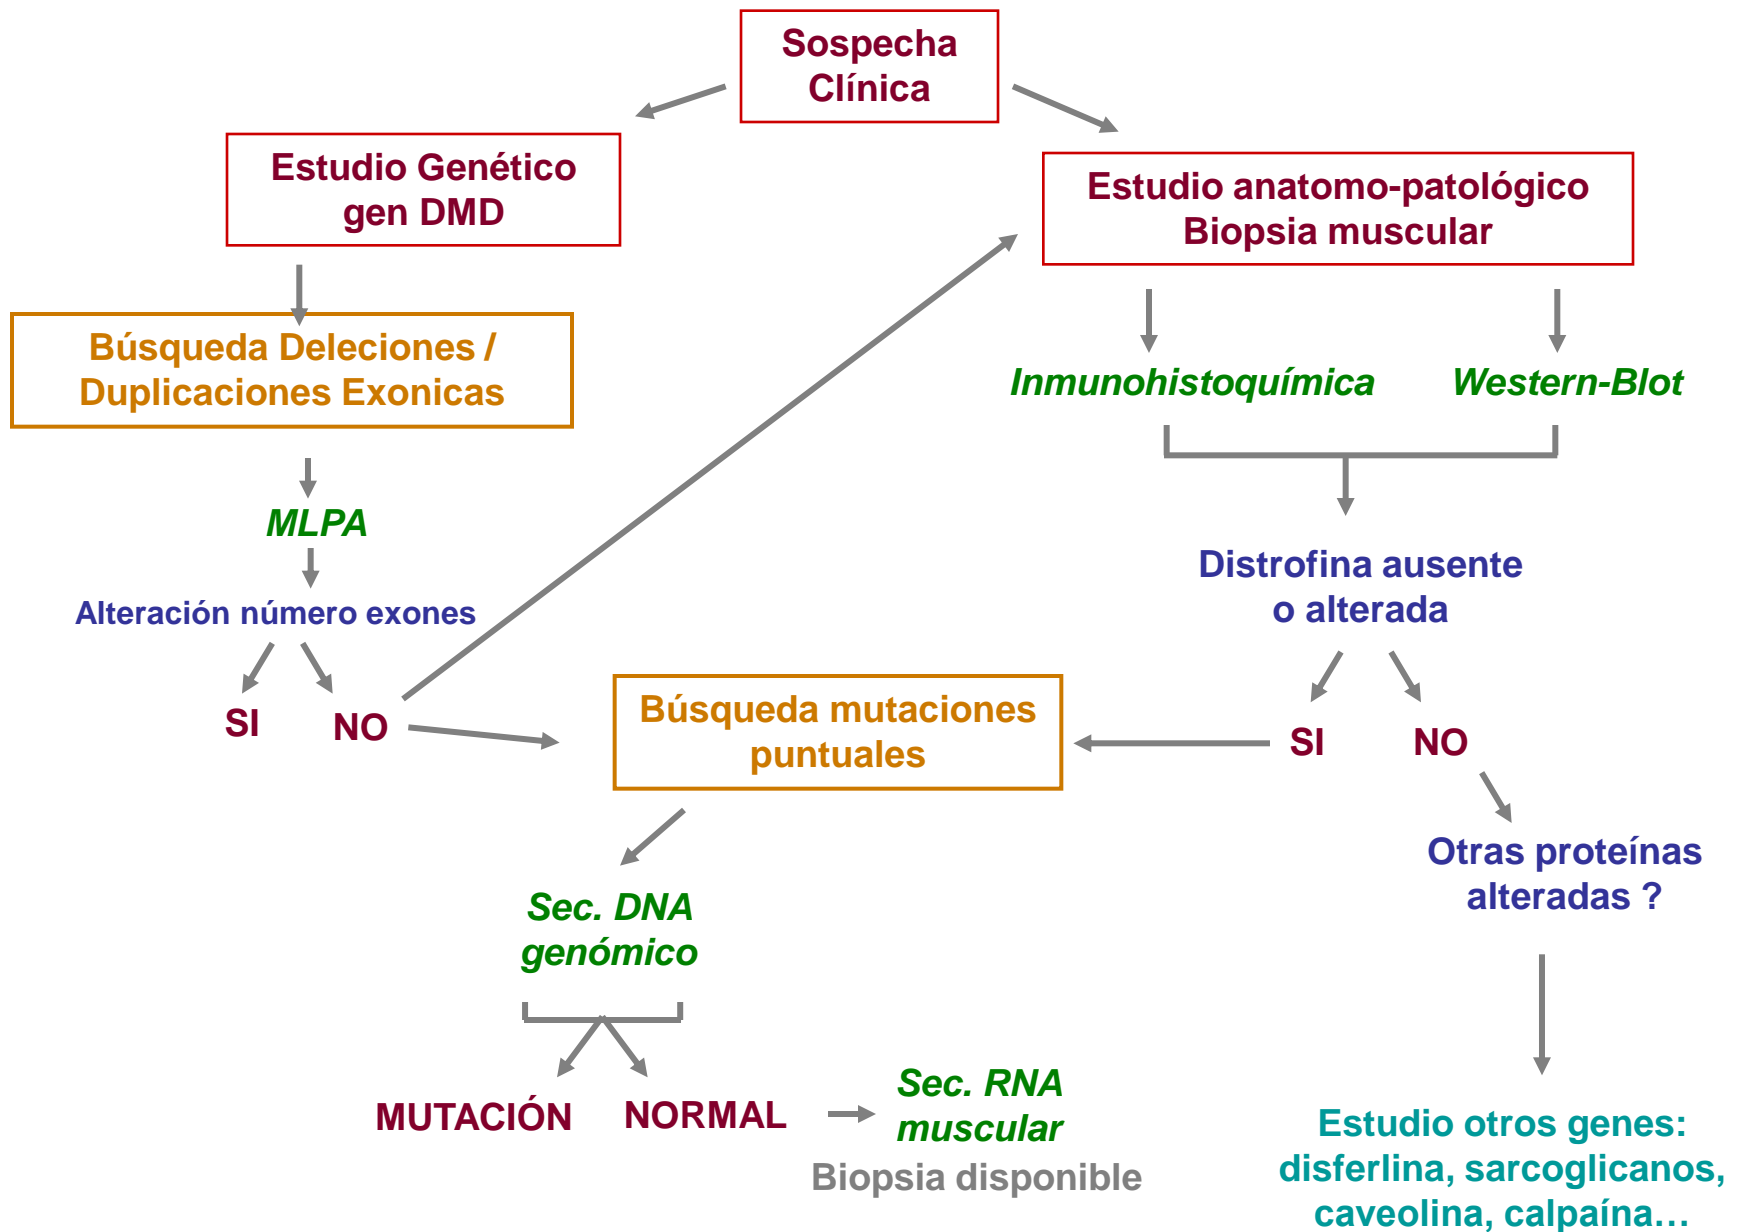 Sospecha
Clínica
Estudio Genético
gen DMD
Estudio anatomo-patológico
Biopsia muscular
Búsqueda Deleciones /
Duplicaciones Exonicas
Inmunohistoquímica
Western-Blot
MLPA
Alteración número exones
Distrofina ausente
o alterada
SI
NO
Búsqueda mutaciones
puntuales
SI
NO
Otras proteínas
alteradas ?
Sec. DNA
genómico
MUTACIÓN
NORMAL
Sec. RNA
muscular
Biopsia disponible
Estudio otros genes:
disferlina, sarcoglicanos,
caveolina, calpaína…